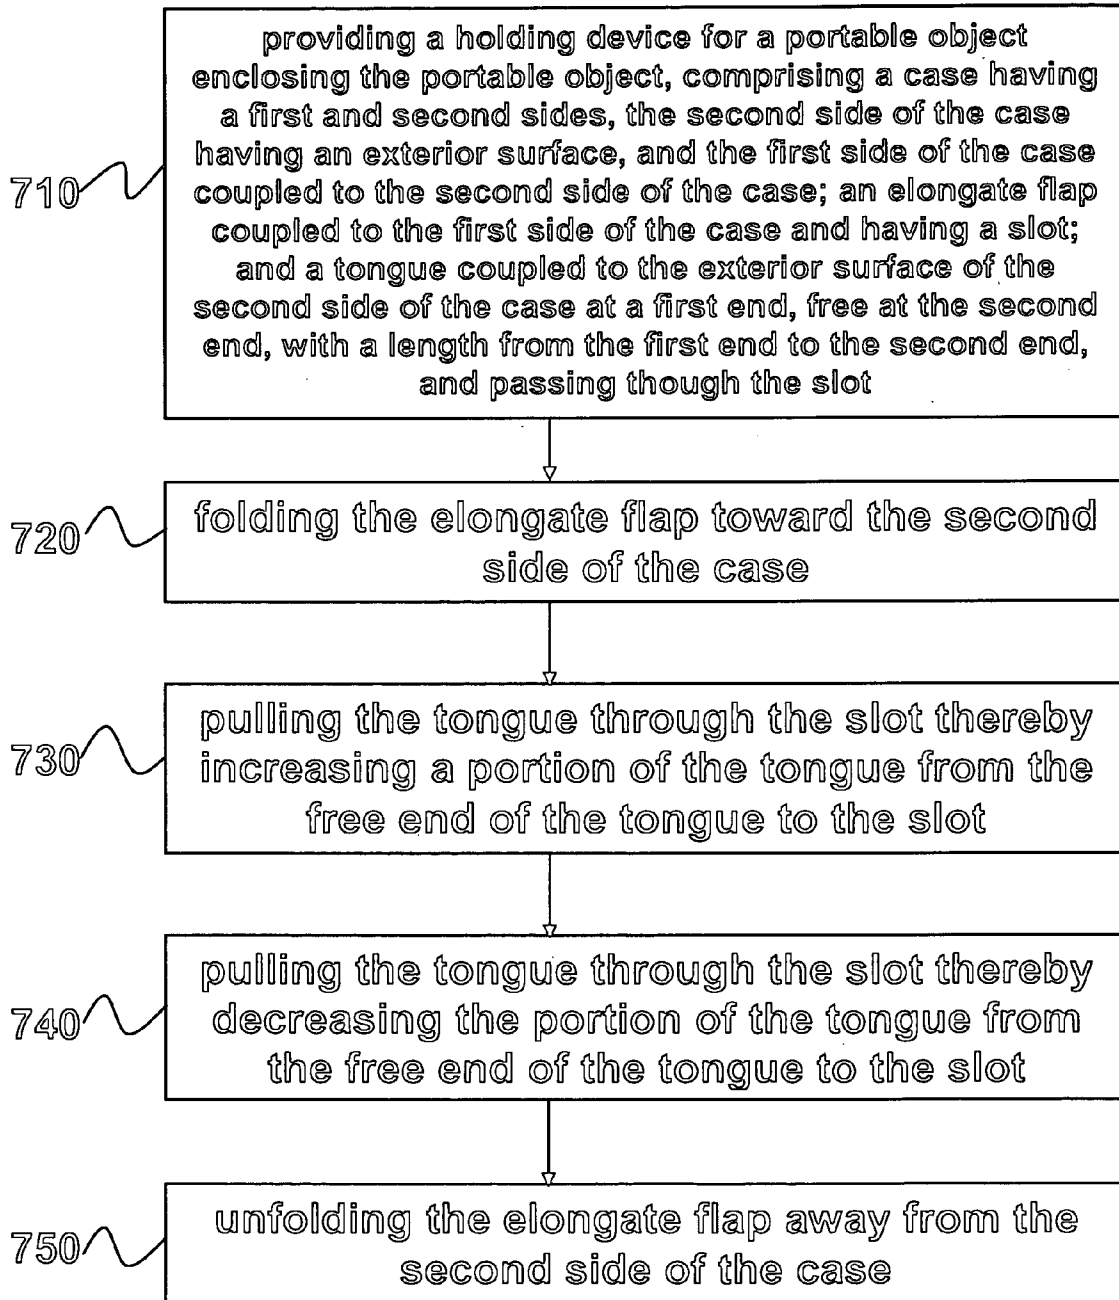 providing a holding device for a portable object
enclosing the portable object, comprising a case having
a first and second sides, the second side of the case
having an exterior surface, and the first side of the case
710
coupled to the second side of the case; an elongate flap
coupled to the first side of the case and having a slot;
and a tongue coupled to the exterior surface of the
second side of the case at a first end, free at the second
end, with a length from the first end to the second end,
and passing though the slot
720
folding the elongate flap toward the second
side of the case
730
pulling the tongue through the slot thereby
increasing a portion of the tongue from the
free end of the tongue to the slot
740
pulling the tongue through the slot thereby
decreasing the portion of the tongue from
the free end of the tongue to the slot
750
unfolding the elongate flap away from the
second side of the case